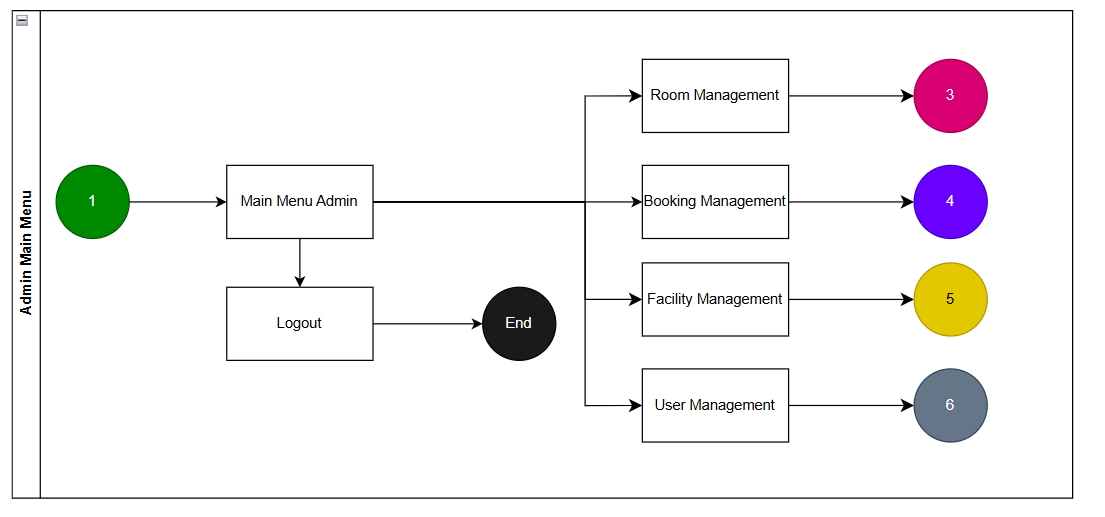 Admin Main Menu
1
Main Menu Admin
Logout
End
Room Management
3
Booking Management
4
Facility Management
5
User Management
6